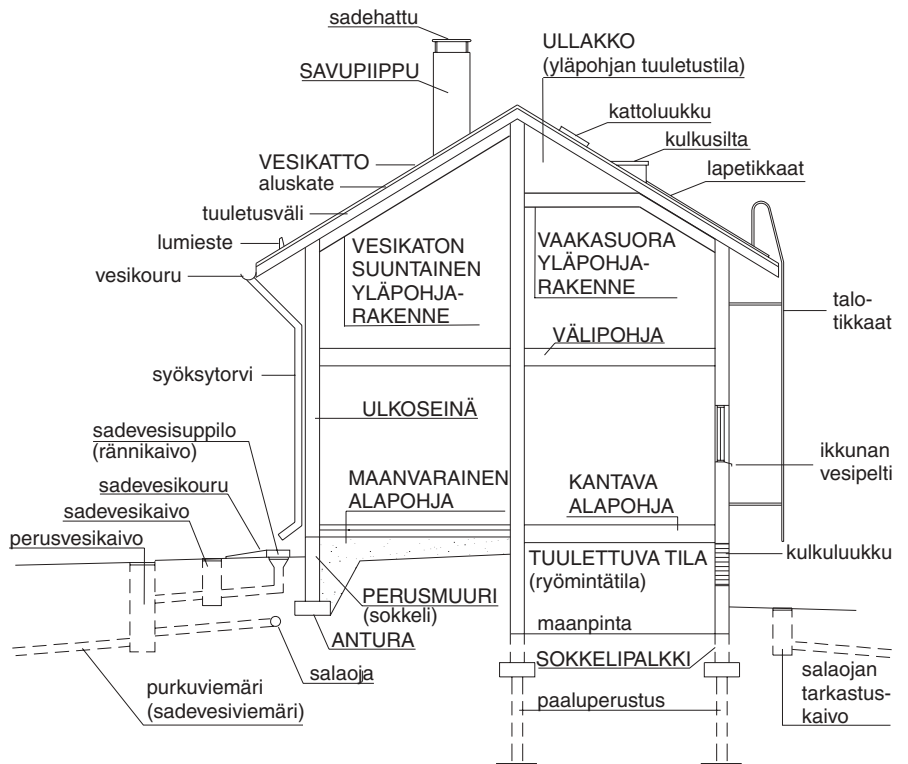 sadehattu
SAVUPIIPPU
ULLAKKO
(yläpohjan tuuletustila)
kattoluukku
kulkusilta
lapetikkaat
VESIKATTO
aluskate
tuuletusväli
lumieste
vesikouru
VESIKATON
SUUNTAINEN
YLÄPOHJA-
RAKENNE
VAAKASUORA
YLÄPOHJA-
RAKENNE
talo-
tikkaat
VÄLIPOHJA
syöksytorvi
ULKOSEINÄ
sadevesisuppilo
(rännikaivo)
sadevesikouru
sadevesikaivo
perusvesikaivo
MAANVARAINEN
ALAPOHJA
KANTAVA
ALAPOHJA
ikkunan
vesipelti
TUULETTUVA TILA
(ryömintätila)
kulkuluukku
PERUSMUURI
(sokkeli)
ANTURA
maanpinta
salaoja
SOKKELIPALKKI
purkuviemäri
(sadevesiviemäri)
paaluperustus
salaojan
tarkastus-
kaivo